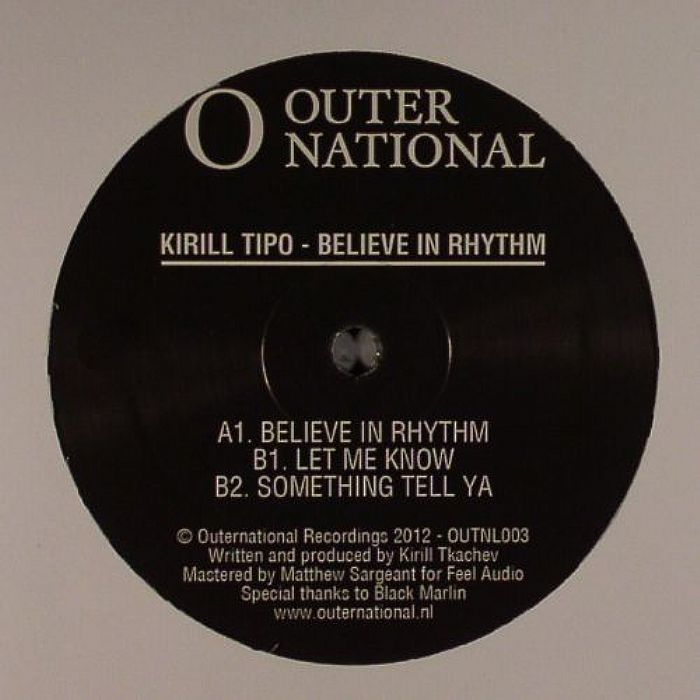 O OUTER
NATIONAL
KIRILL TIPO - BELIEVE IN RHYTHM
A1. BELIEVE IN RHYTHM
B1. LET ME KNOW
B2. SOMETHING TELL YA
© Outernational Recordings 2012 - OUTNL003
Written and produced by Kirill Tkachev
Mastered by Matthew Sargeant for Feel Audio
Special thanks to Black Marlin
www.outernational.nl